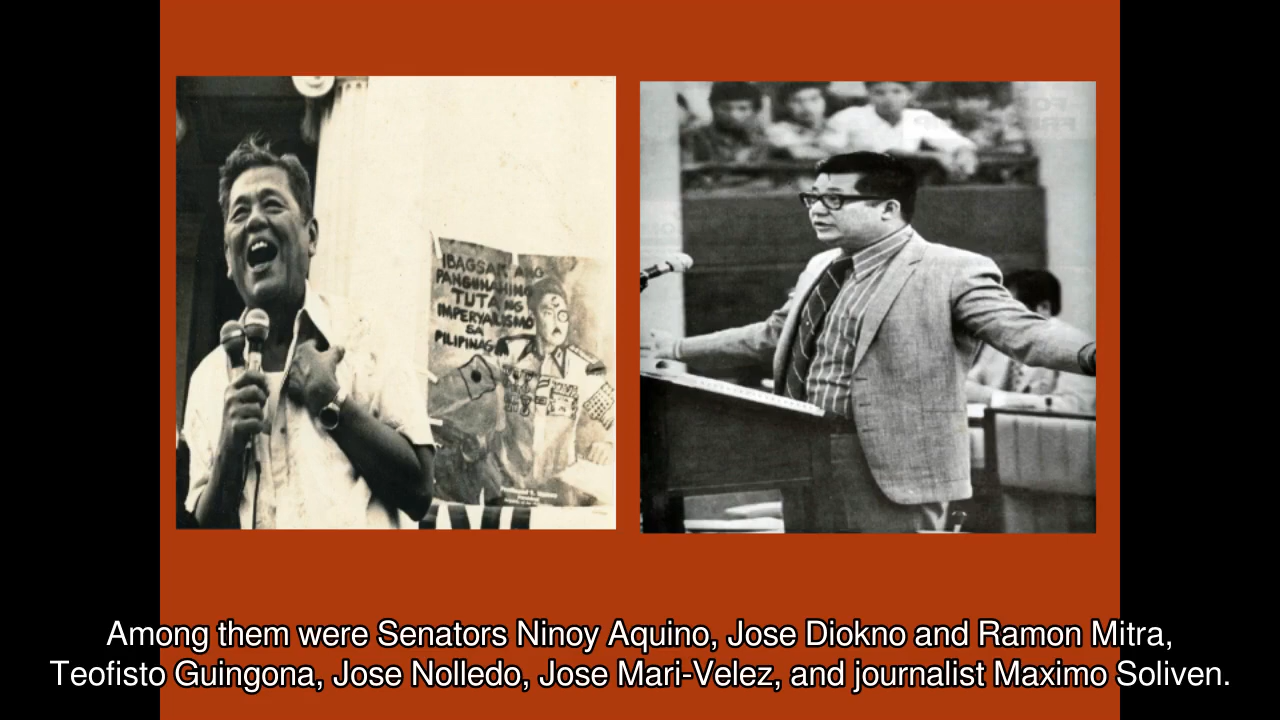 IBAGSAK ANG
PANGUNAHING
TUTA NG
IMPERYALISMO
SA
PILIPINAS
Among them were Senators Ninoy Aquino, Jose Diokno and Ramon Mitra,
Teofisto Guingona, Jose Nolledo, Jose Mari-Velez, and journalist Maximo Soliven.